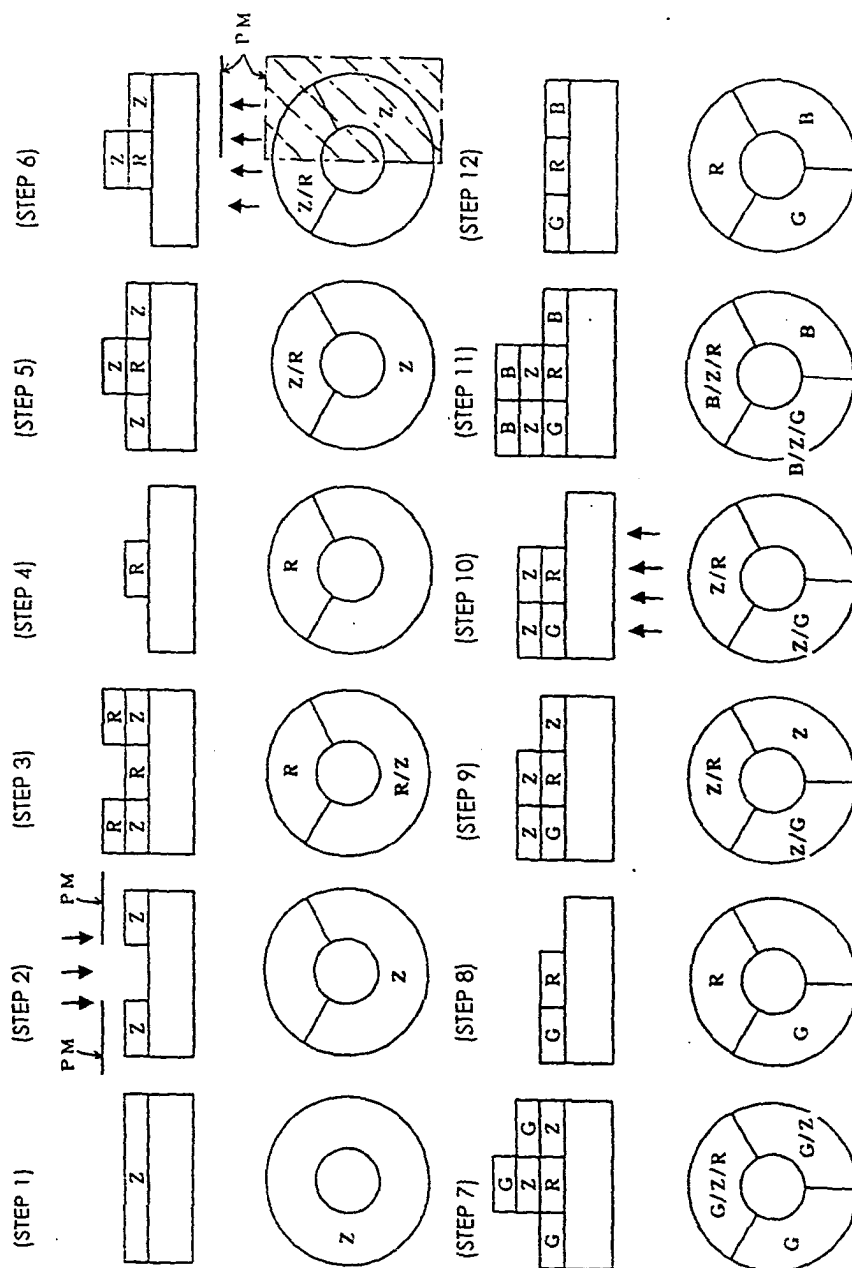 (STEP 1)
Z
Z
(STEP 2)
PM
PM
Z
Z
Z
(STEP 3)
R
R
Z
R
Z
R
R/Z
(STEP 4)
R
R
(STEP 5)
Z
Z
R
Z
Z/R
Z
(STEP 6)
Z
R
Z
PM
Z/R
Z
(STEP 7)
G
Z
G
G
R
Z
G/Z/R
G
G/Z
(STEP 8)
G
R
R
G
(STEP 9)
Z
Z
G
R
Z
Z/R
Z/G
Z
(STEP 10)
Z
Z
G
R
Z/R
Z/G
(STEP 11)
B
B
Z
Z
G
R
B
B/Z/R
B/Z/G
B
(STEP 12)
G
R
B
R
G
B